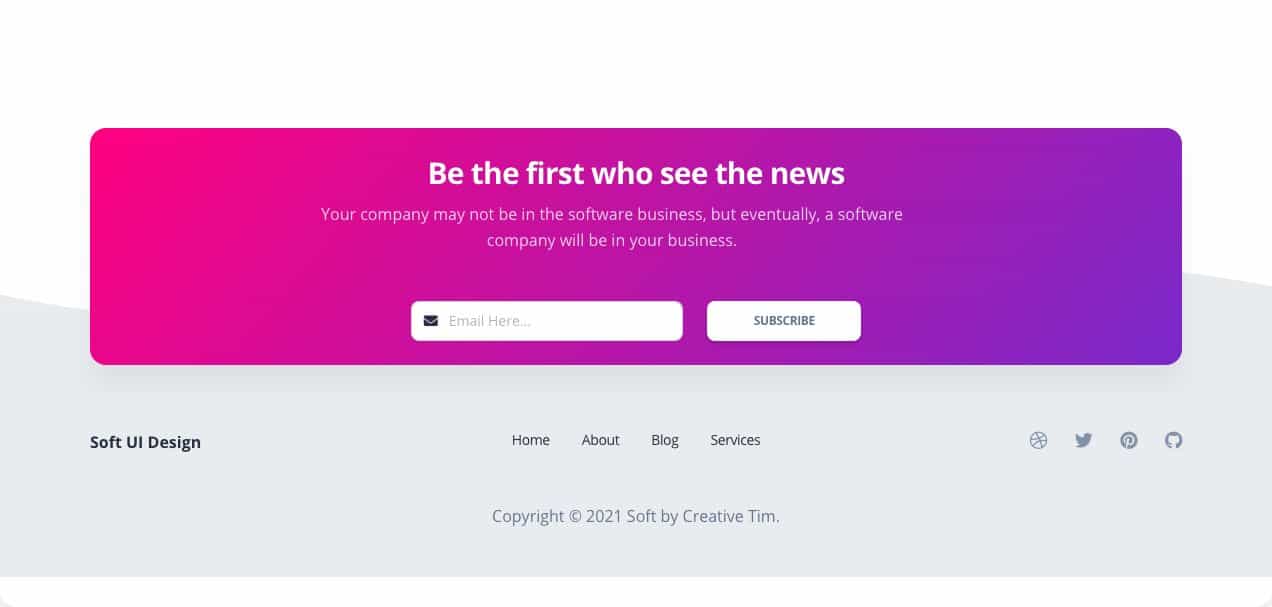 Be the first who see the news
Your company may not be in the software business, but eventually, a software
company will be in your business.
Email Here...
SUBSCRIBE
Soft UI Design
Home About Blog Services
Copyright © 2021 Soft by Creative Tim.